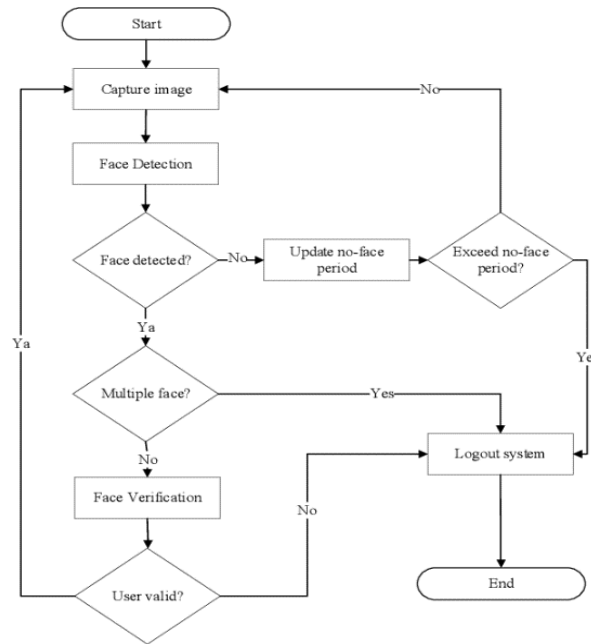 Start
Capture image
No
Face Detection
Face detected?
No
Update no-face
period
Exceed no-face
period?
Ya
Ya
Ye
Multiple face?
Yes
No
Logout system
Face Verification
No
User valid?
End